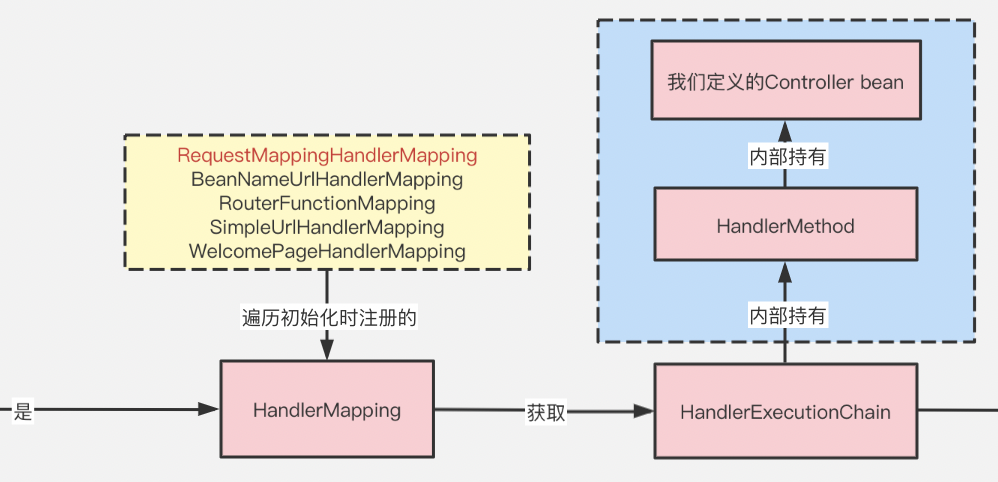 我们定义的Controller bean
内部持有
HandlerMethod
内部持有
RequestMappingHandlerMapping
BeanNameUrlHandlerMapping
RouterFunctionMapping
SimpleUrlHandlerMapping
WelcomePageHandlerMapping
遍历初始化时注册的
是
HandlerMapping
获取
HandlerExecutionChain